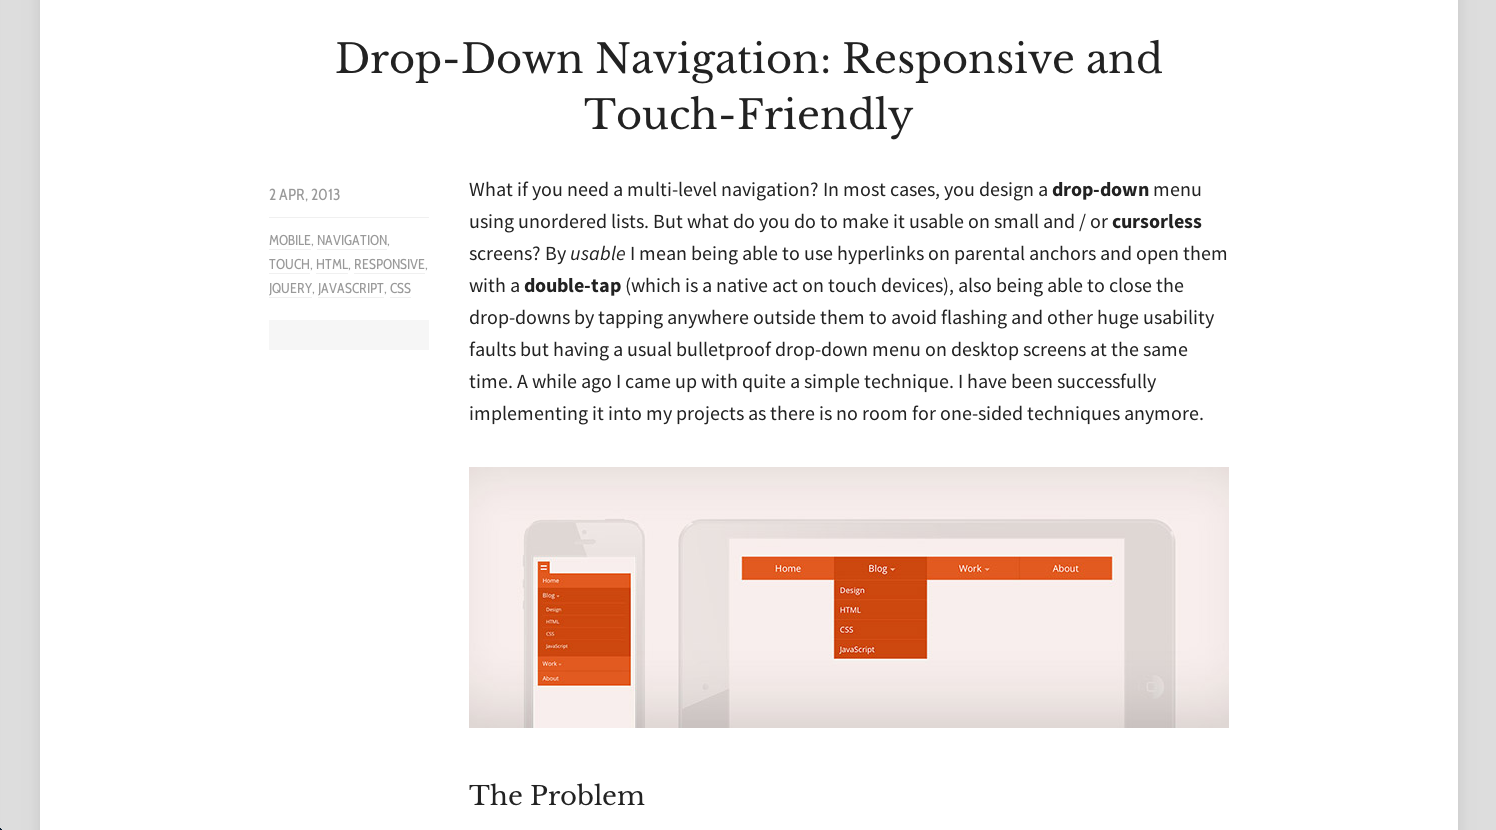 Drop-Down Navigation: Responsive and
Touch-Friendly
2 APR, 2013
MOBILE, NAVIGATION,
TOUCH, HTML, RESPONSIVE,
JQUERY, JAVASCRIPT, CSS
What if you need a multi-level navigation? In most cases, you design a drop-down menu
using unordered lists. But what do you do to make it usable on small and / or cursorless
screens? By usable I mean being able to use hyperlinks on parental anchors and open them
with a double-tap (which is a native act on touch devices), also being able to close the
drop-downs by tapping anywhere outside them to avoid flashing and other huge usability
faults but having a usual bulletproof drop-down menu on desktop screens at the same
time. A while ago I came up with quite a simple technique. I have been successfully
implementing it into my projects as there is no room for one-sided techniques anymore.
Home
Blog
Design
HTML
CSS
JavaScript
Work
About
Home Blog Work About
Design
HTML
CSS
JavaScript
The Problem